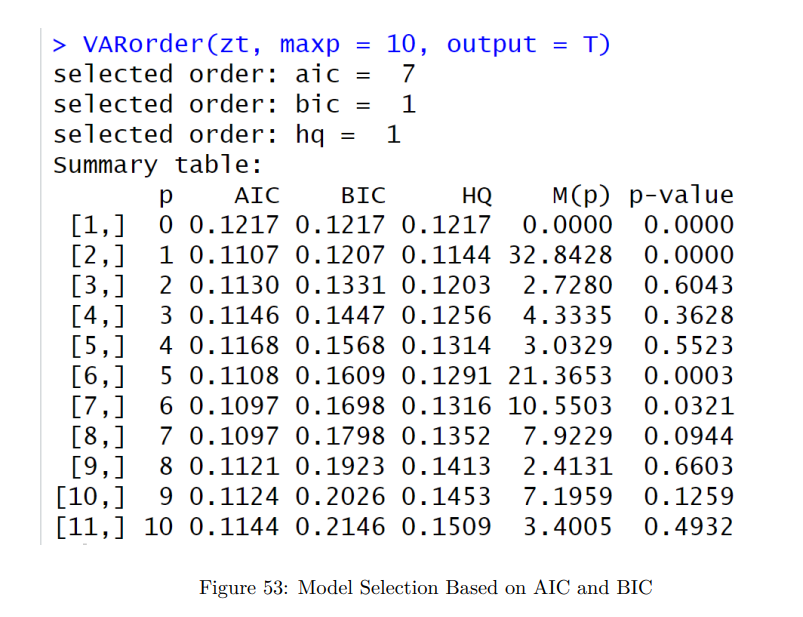 > VARorder(zt, maxp = 10, output = T)
selected order: aic =  7
selected order: bic =  1
selected order: hq =  1
Summary table:
       p    AIC    BIC     HQ    M(p) p-value
 [1,]  0 0.1217 0.1217 0.1217  0.0000  0.0000
 [2,]  1 0.1107 0.1207 0.1144 32.8428  0.0000
 [3,]  2 0.1130 0.1331 0.1203  2.7280  0.6043
 [4,]  3 0.1146 0.1447 0.1256  4.3335  0.3628
 [5,]  4 0.1168 0.1568 0.1314  3.0329  0.5523
 [6,]  5 0.1108 0.1609 0.1291 21.3653  0.0003
 [7,]  6 0.1097 0.1698 0.1316 10.5503  0.0321
 [8,]  7 0.1097 0.1798 0.1352  7.9229  0.0944
 [9,]  8 0.1121 0.1923 0.1413  2.4131  0.6603
[10,]  9 0.1124 0.2026 0.1453  7.1959  0.1259
[11,] 10 0.1144 0.2146 0.1509  3.4005  0.4932
Figure 53: Model Selection Based on AIC and BIC